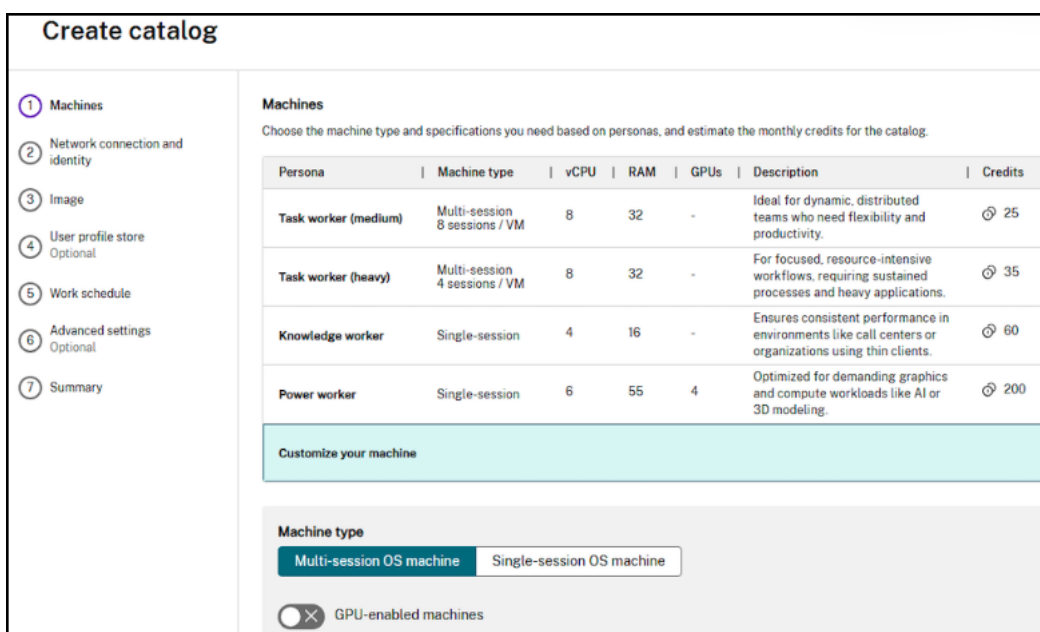 Create catalog
1 Machines
2 Network connection and
identity
3 Image
4 User profile store
Optional
5 Work schedule
6 Advanced settings
Optional
7 Summary
Machines
Choose the machine type and specifications you need based on personas, and estimate the monthly credits for the catalog.
Persona | Machine type | vCPU | RAM | GPUs | Description | Credits
Task worker (medium) Multi-session 8 32 - Ideal for dynamic, distributed 25
8 sessions / VM teams who need flexibility and
productivity.
Task worker (heavy) Multi-session 8 32 - For focused, resource-intensive 35
4 sessions / VM workflows, requiring sustained
processes and heavy applications.
Knowledge worker Single-session 4 16 - Ensures consistent performance in 60
environments like call centers or
organizations using thin clients.
Power worker Single-session 6 55 4 Optimized for demanding graphics 200
and compute workloads like AI or
3D modeling.
Customize your machine
Machine type
Multi-session OS machine Single-session OS machine
GPU-enabled machines